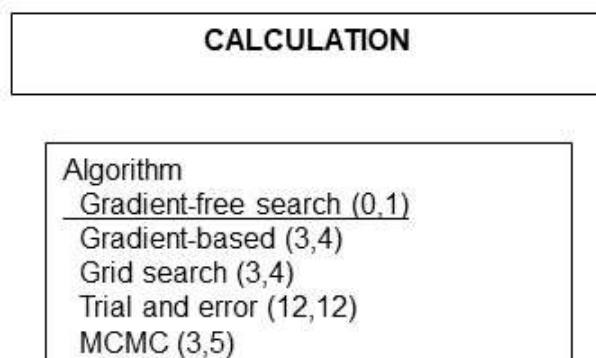 CALCULATION
Algorithm
Gradient-free search (0,1)
Gradient-based (3,4)
Grid search (3,4)
Trial and error (12,12)
MCMC (3,5)